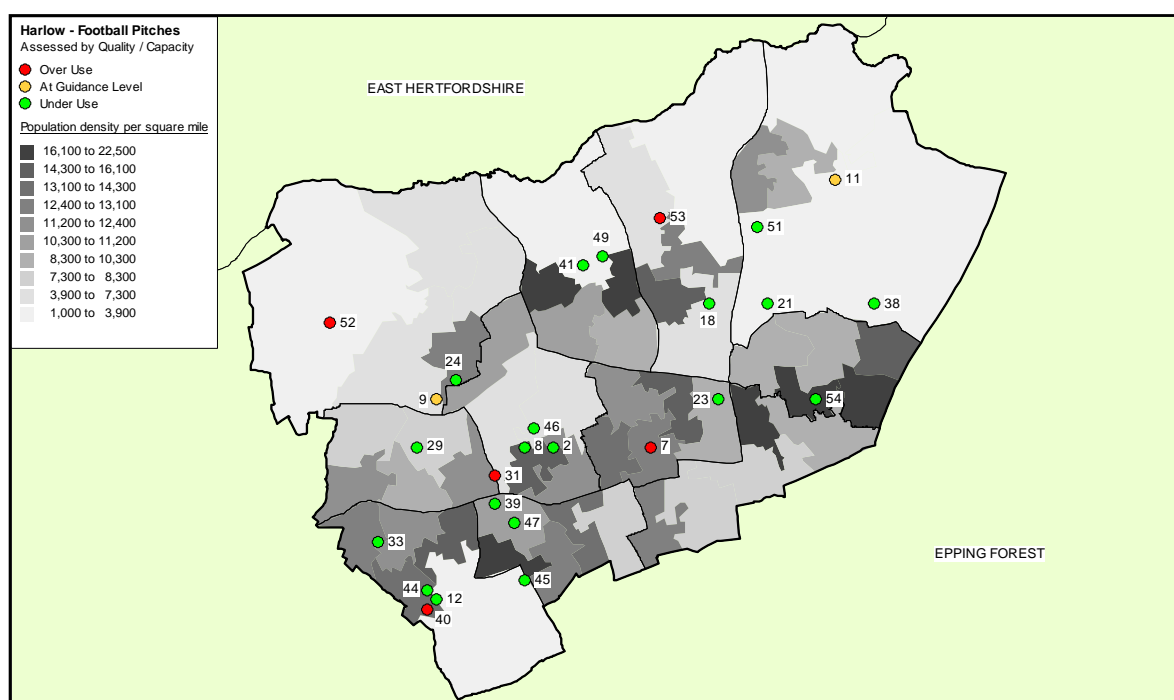 Harlow - Football Pitches
Assessed by Quality / Capacity
Over Use
At Guidance Level
Under Use
Population density per square mile
16,100 to 22,500
14,300 to 16,100
13,100 to 14,300
12,400 to 13,100
11,200 to 12,400
10,300 to 11,200
8,300 to 10,300
7,300 to 8,300
3,900 to 7,300
1,000 to 3,900
EAST HERTFORDSHIRE
11
53
51
49
41
21
38
18
52
24
9
23
54
46
29
8
2
7
31
39
47
33
EPPING FOREST
45
44
12
40